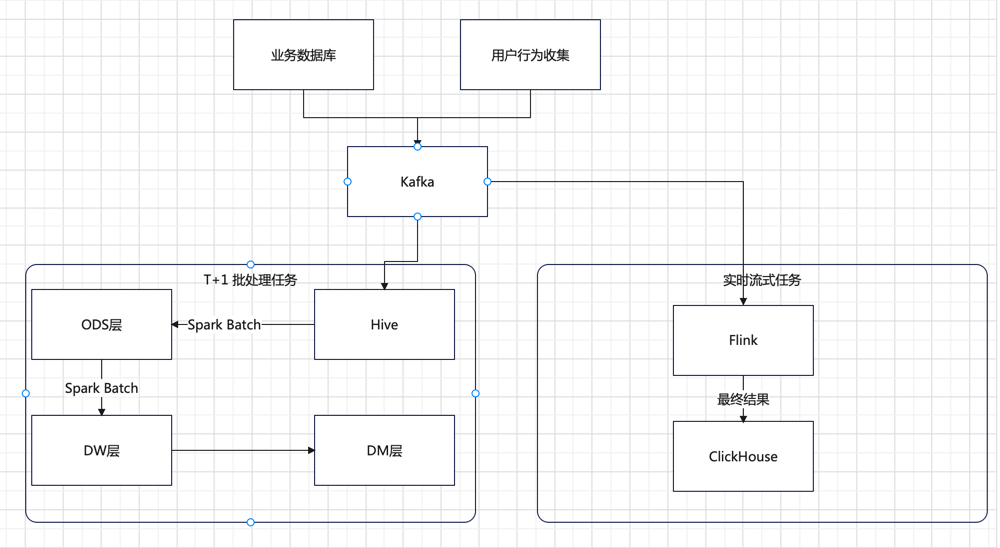 业务数据库
用户行为收集
Kafka
T+1 批处理任务
实时流式任务
ODS层
Spark Batch
Hive
Flink
Spark Batch
最终结果
DW层
DM层
ClickHouse